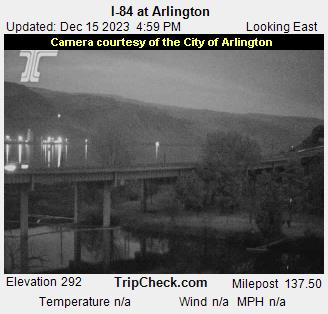 I-84 at Arlington
Updated: Dec 15 2023 4:59 PM Looking East
Camera courtesy of the City of Arlington
Elevation 292 TripCheck.com Milepost 137.50
Temperature n/a Wind n/a MPH n/a